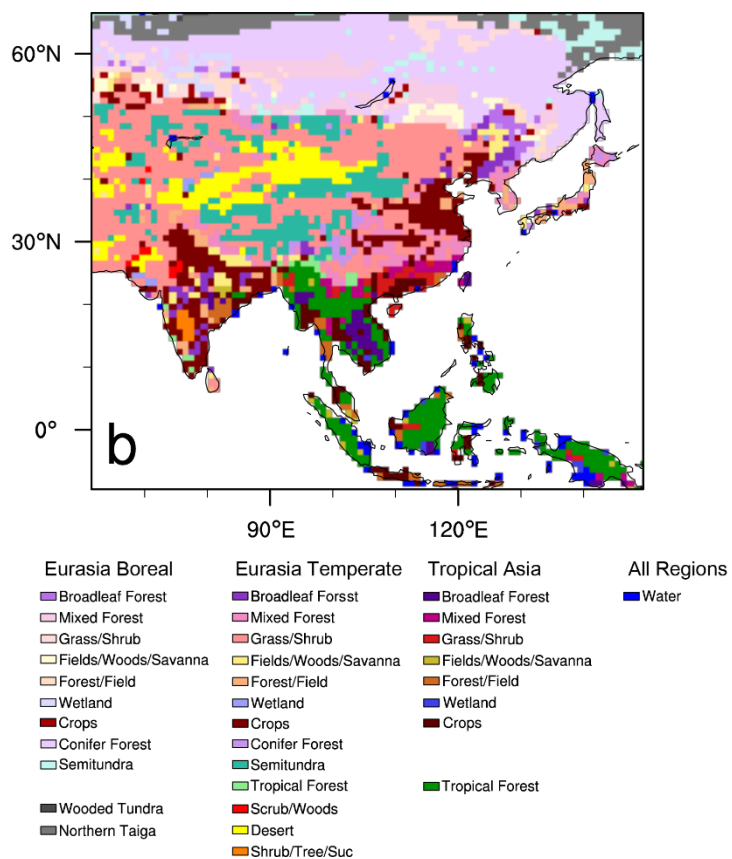 60°N
30°N
0°
b
90°E 120°E
Eurasia Boreal Eurasia Temperate Tropical Asia All Regions
Broadleaf Forest Broadleaf Forsst Broadleaf Forest Water
Mixed Forest Mixed Forest Mixed Forest
Grass/Shrub Grass/Shrub Grass/Shrub
Fields/Woods/Savanna Fields/Woods/Savanna Fields/Woods/Savanna
Forest/Field Forest/Field Forest/Field
Wetland Wetland Wetland
Crops Crops Crops
Conifer Forest Conifer Forest
Semitundra Semitundra
Tropical Forest Tropical Forest
Wooded Tundra Scrub/Woods
Northern Taiga Desert
Shrub/Tree/Suc